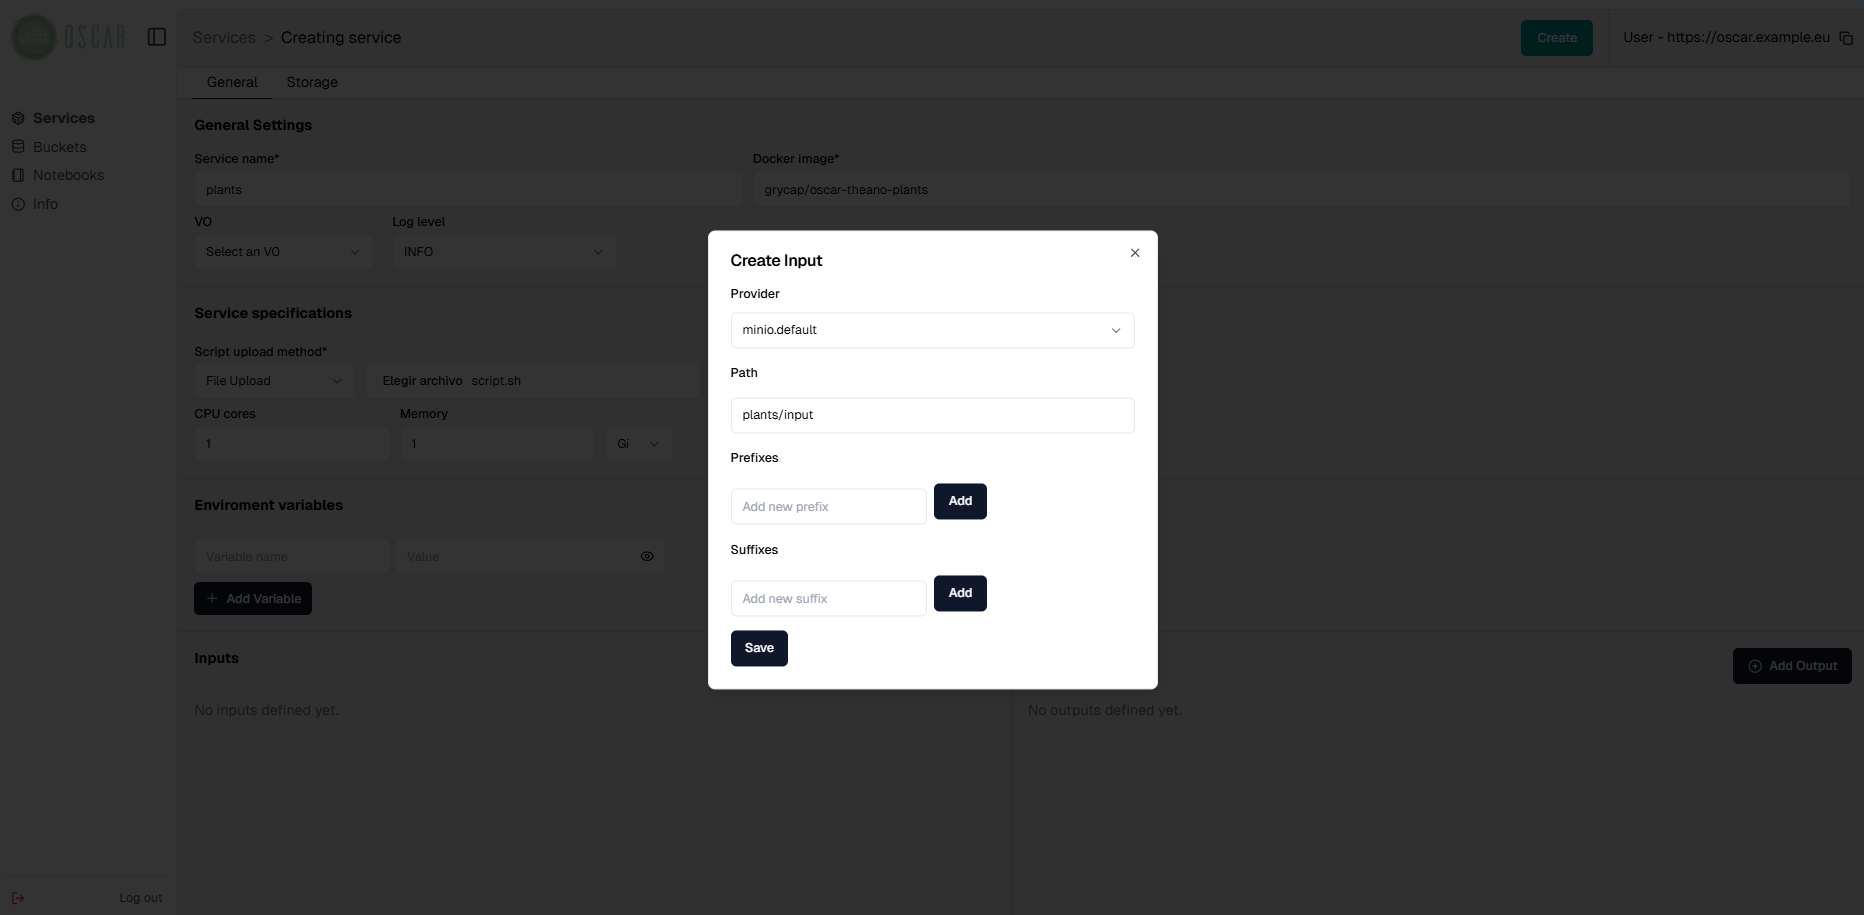 OSCAR
Services > Creating service
Create
User - https://oscar.example.eu
General
Storage
Services
Buckets
Notebooks
Info
General Settings
Service name*
Docker image*
plants
grycap/oscar-theano-plants
VO
Log level
Select an VO
INFO
Service specifications
Script upload method*
File Upload
Elegir archivo script.sh
CPU cores
Memory
1
1
Gi
Enviroment variables
Variable name
Value
Add Variable
Inputs
No inputs defined yet.
Add Output
No outputs defined yet.
Log out
Create Input
Provider
minio.default
Path
plants/input
Prefixes
Add new prefix
Add
Suffixes
Add new suffix
Add
Save